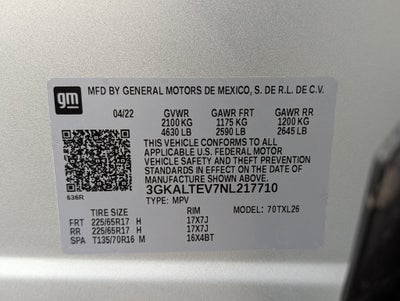 gm
MFD BY GENERAL MOTORS DE MEXICO, S. DE R.L. DE C.V.
04/22 GVWR GAWR FRT GAWR RR
2100 KG 1175 KG 1200 KG
4630 LB 2590 LB 2645 LB
THIS VEHICLE CONFORMS TO ALL
APPLICABLE U.S. FEDERAL MOTOR
VEHICLE SAFETY AND THEFT PREVENTION
STANDARDS IN EFFECT ON THE DATE OF
MANUFACTURE SHOWN ABOVE.
636R
3GKALTEV7NL217710
TYPE: MPV MODEL: 70TXL26
TIRE SIZE RIM
FRT 225/65R17 H 17X7J
RR 225/65R17 H 17X7J
SPA T135/70R16 M 16X4BT